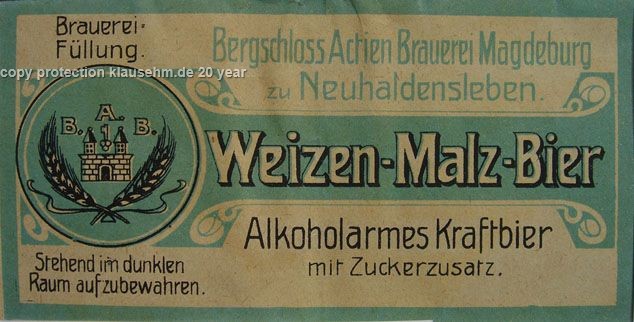 Brauerei=
Füllung.
copy protection klausehm.de 20 year
B. A. B.
Stehend im dunklen
Raum aufzubewahren.
Bergschloss Actien Brauerei Magdeburg
zu Neuhaldensleben.
Weizen-Malz-Bier
Alkoholarmes Kraftbier
mit Zuckerzusatz.